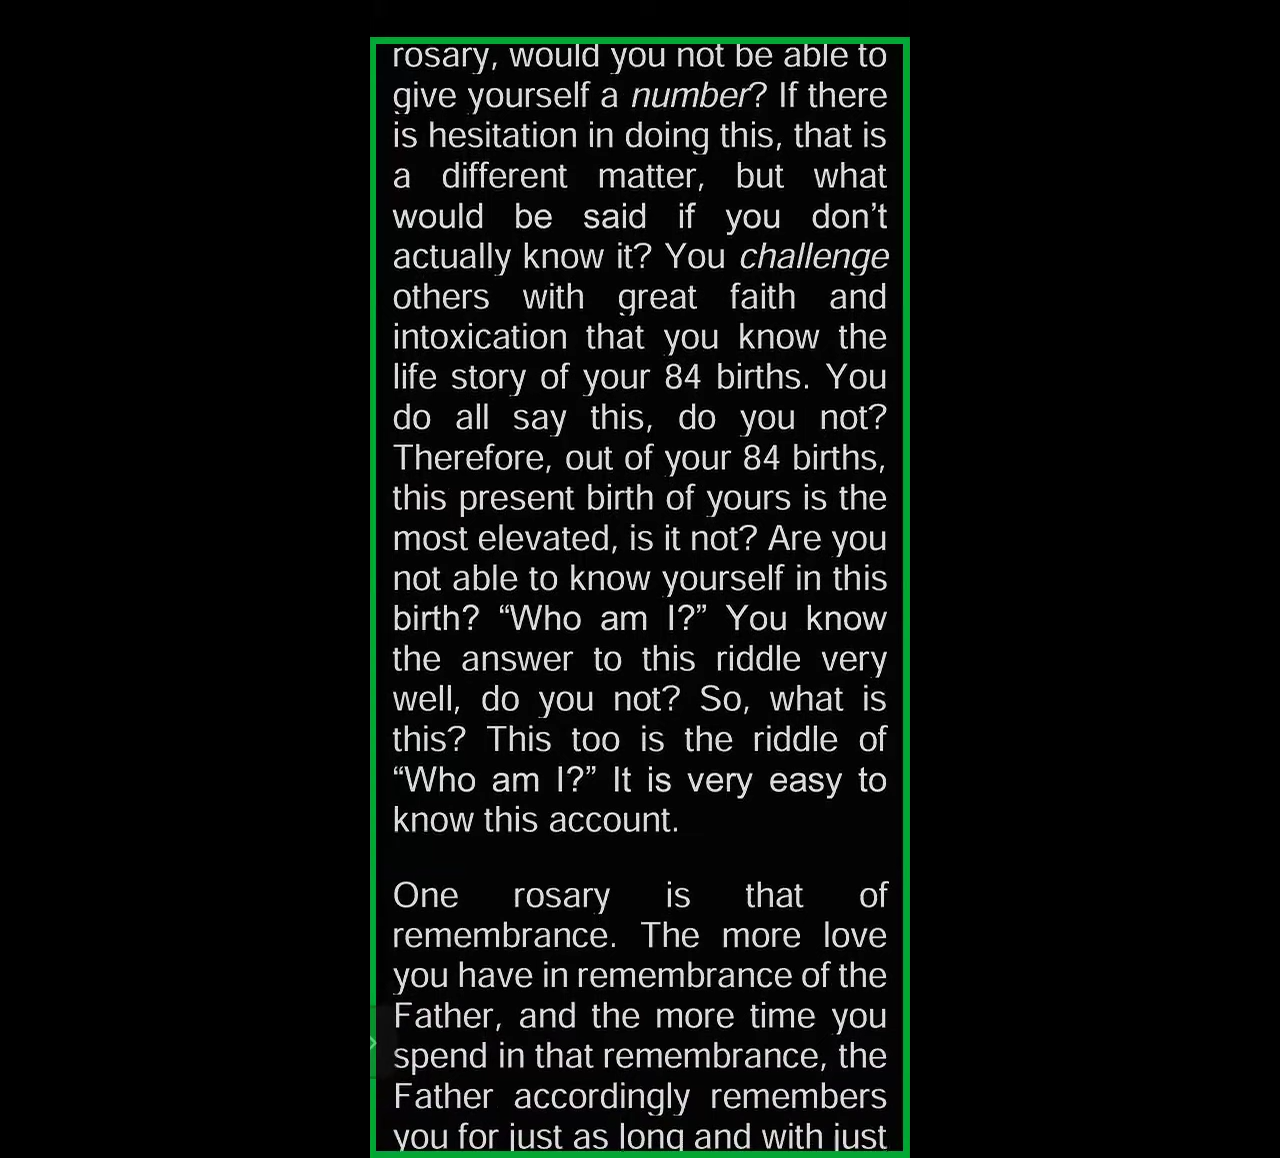 rosary, would you not be able to
give yourself a number? If there
is hesitation in doing this, that is
a different matter, but what
would be said if you don’t
actually know it? You challenge
others with great faith and
intoxication that you know the
life story of your 84 births. You
do all say this, do you not?
Therefore, out of your 84 births,
this present birth of yours is the
most elevated, is it not? Are you
not able to know yourself in this
birth? “Who am I?” You know
the answer to this riddle very
well, do you not? So, what is
this? This too is the riddle of
“Who am I?” It is very easy to
know this account.
One rosary is that of
remembrance. The more love
you have in remembrance of the
Father, and the more time you
spend in that remembrance, the
Father accordingly remembers
you for just as long and with just